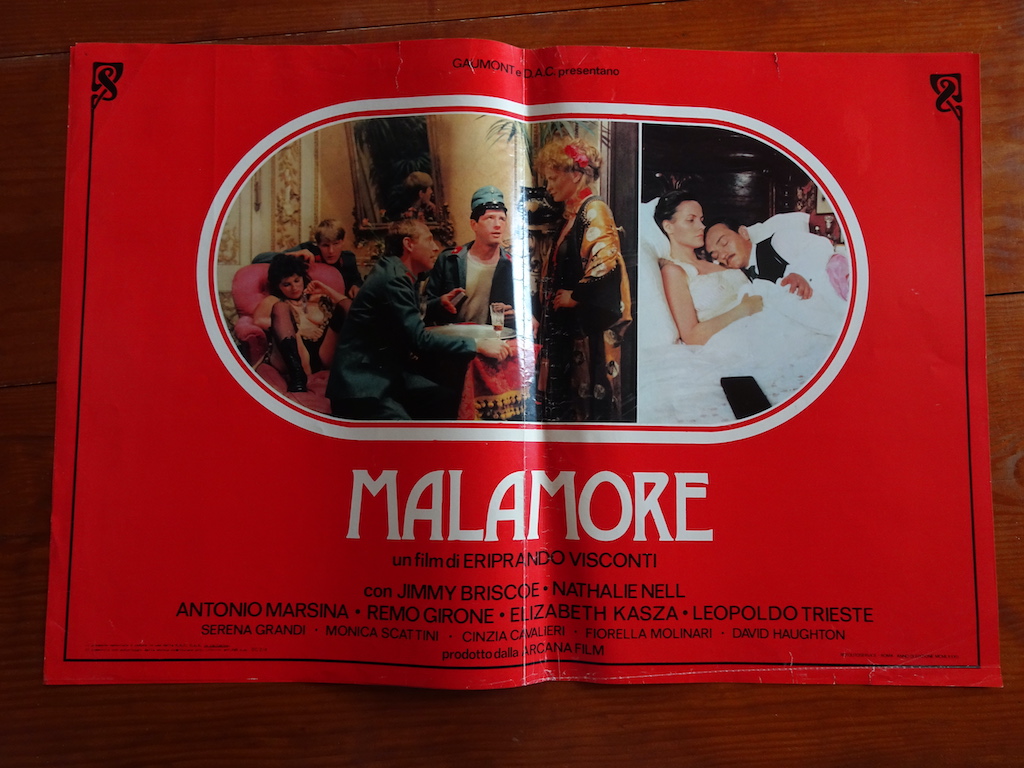 GAUMONT e D.A.C. presentano
MALAMORE
un film di ERIPRANDO VISCONTI
con JIMMY BRISCOE • NATHALIE NELL
ANTONIO MARSINA • REMO GIRONE • ELIZABETH KASZA • LEOPOLDO TRIESTE
SERENA GRANDI • MONICA SCATTINI • CINZIA CAVALIERI • FIORELLA MOLINARI • DAVID HAUGHTON
prodotto dalla ARCANA FILM